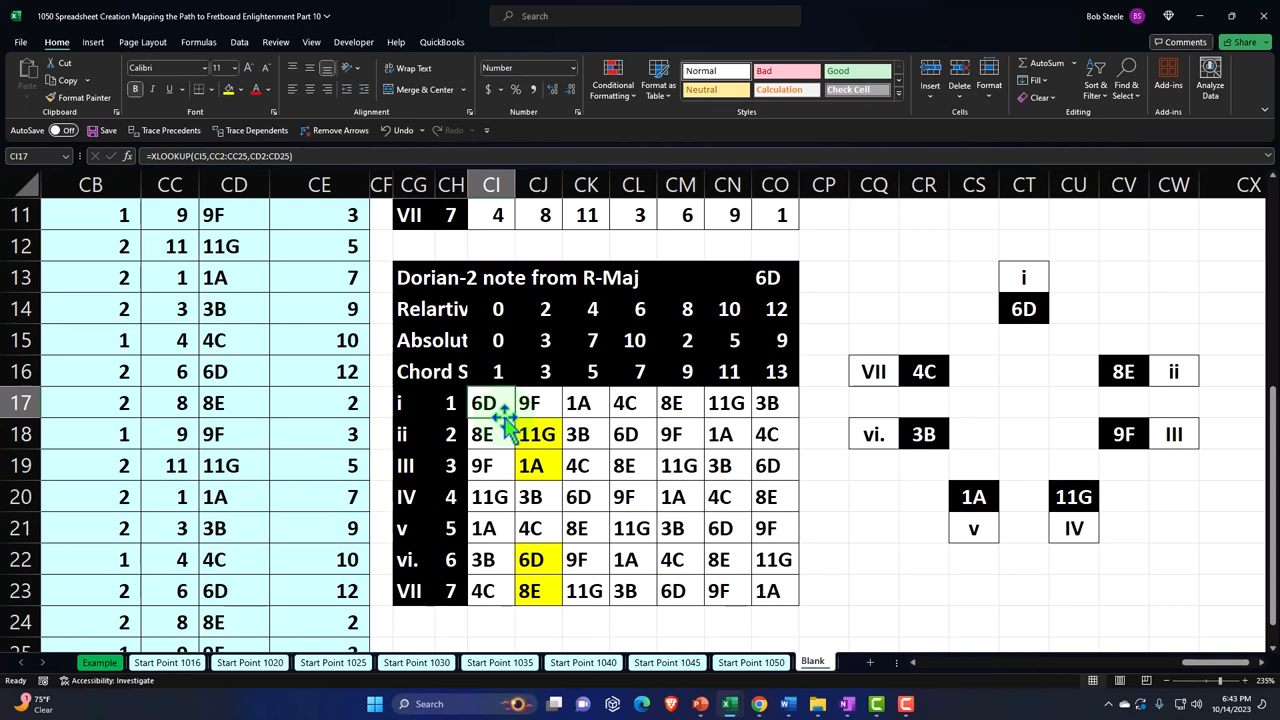 1050 Spreadsheet Creation Mapping the Path to Fretboard Enlightenment Part 10
Search
Bob Steele BS
File Home Insert Page Layout Formulas Data Review View Developer Help QuickBooks Comments Share
Paste Cut Copy Format Painter Clipboard
Calibri 11 B I U A Font
Wrap Text Merge & Center Alignment
Number $ % Number
Conditional Formatting Format as Table
Normal Bad Good Neutral Calculation Check Cell Styles
Insert Delete Format Cells
AutoSum Fill Clear Sort & Filter Find & Select Editing
Add-ins Add-ins
Analyze Data
AutoSave Off Save Trace Precedents Trace Dependents Remove Arrows Undo Redo
CI17 fx =XLOOKUP(CI5,CC2:CC25,CD2:CD25)
CB CC CD CE CF CG CH CI CJ CK CL CM CN CO CP CQ CR CS CT CU CV CW CX
11 1 9 9F 3 VII 7 4 8 11 3 6 9 1
12 2 11 11G 5
13 2 1 1A 7 Dorian-2 note from R-Maj 6D i
14 2 3 3B 9 Relartiv 0 2 4 6 8 10 12 6D
15 1 4 4C 10 Absolut 0 3 7 10 2 5 9
16 2 6 6D 12 Chord S 1 3 5 7 9 11 13 VII 4C 8E ii
17 2 8 8E 2 i 1 6D 9F 1A 4C 8E 11G 3B
18 1 9 9F 3 ii 2 8E 11G 3B 6D 9F 1A 4C vi. 3B 9F III
19 2 11 11G 5 III 3 9F 1A 4C 8E 11G 3B 6D
20 2 1 1A 7 IV 4 11G 3B 6D 9F 1A 4C 8E 1A 11G
21 2 3 3B 9 v 5 1A 4C 8E 11G 3B 6D 9F v IV
22 1 4 4C 10 vi. 6 3B 6D 9F 1A 4C 8E 11G
23 2 6 6D 12 VII 7 4C 8E 11G 3B 6D 9F 1A
24 2 8 8E 2
Example Start Point 1016 Start Point 1020 Start Point 1025 Start Point 1030 Start Point 1035 Start Point 1040 Start Point 1045 Start Point 1050 Blank
Ready Accessibility: Investigate 235%
75°F
Clear
Search
6:43 PM
10/14/2023